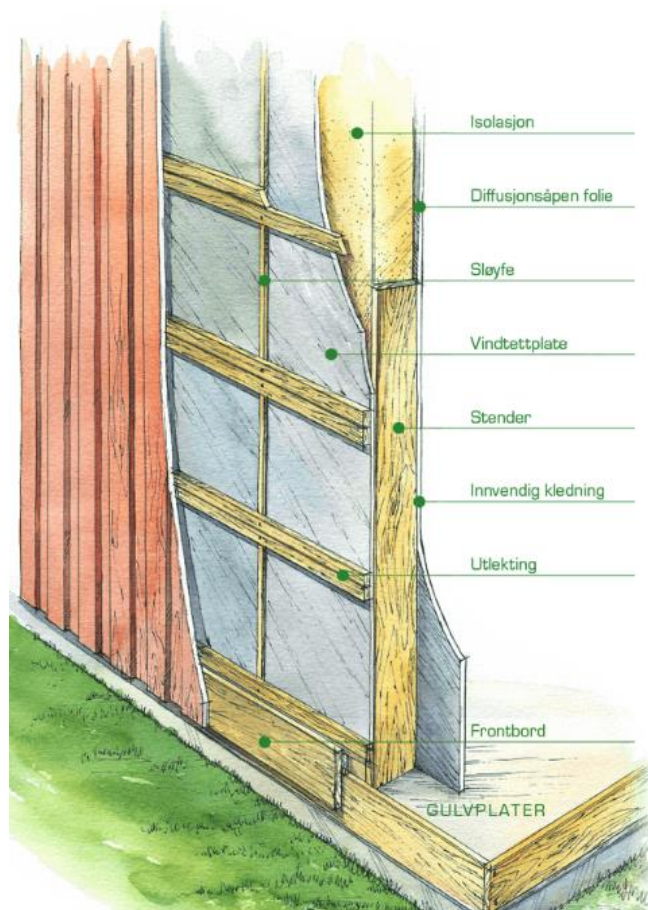 Isolasjon
Diffusjonsåpen folie
Sløyfe
Vindtettplate
Stender
Innvendig kledning
Utlekting
Frontbord
GULVPLATER